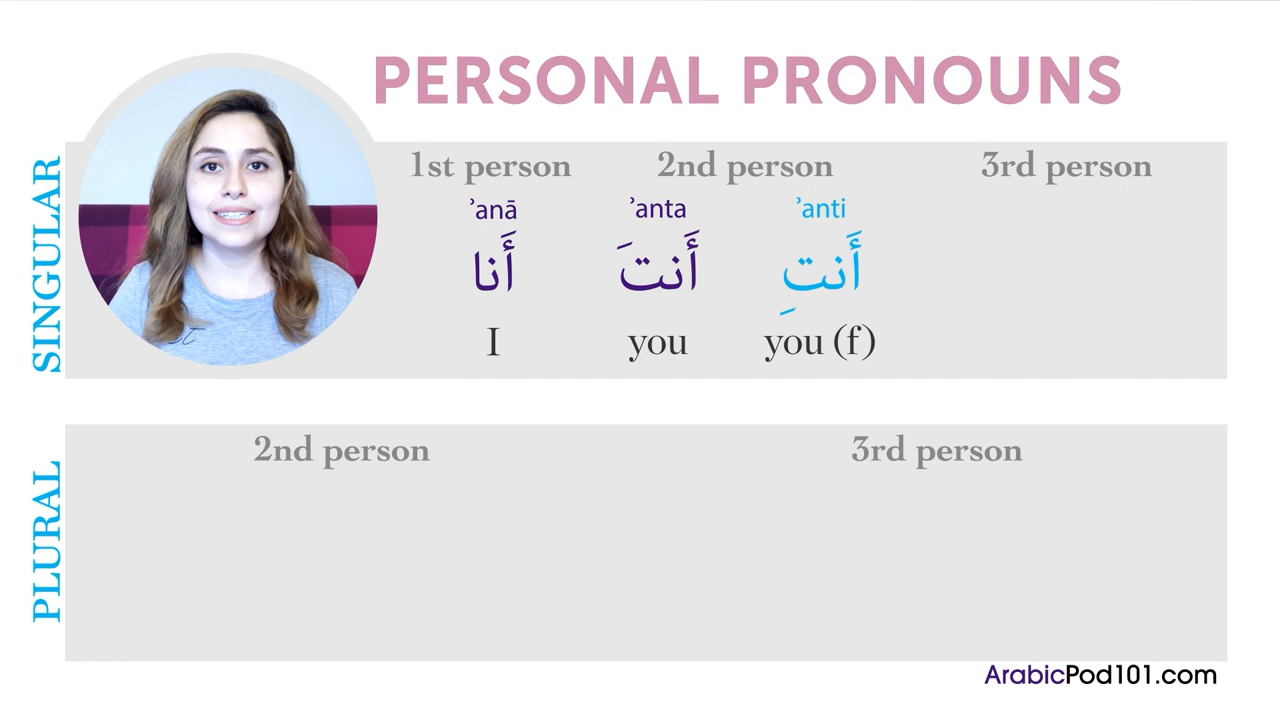 PERSONAL PRONOUNS
SINGULAR
1st person 2nd person 3rd person
ʾanā ʾanta ʾanti
أَنا أَنتَ أَنتِ
I you you (f)
PLURAL
2nd person 3rd person
ArabicPod101.com